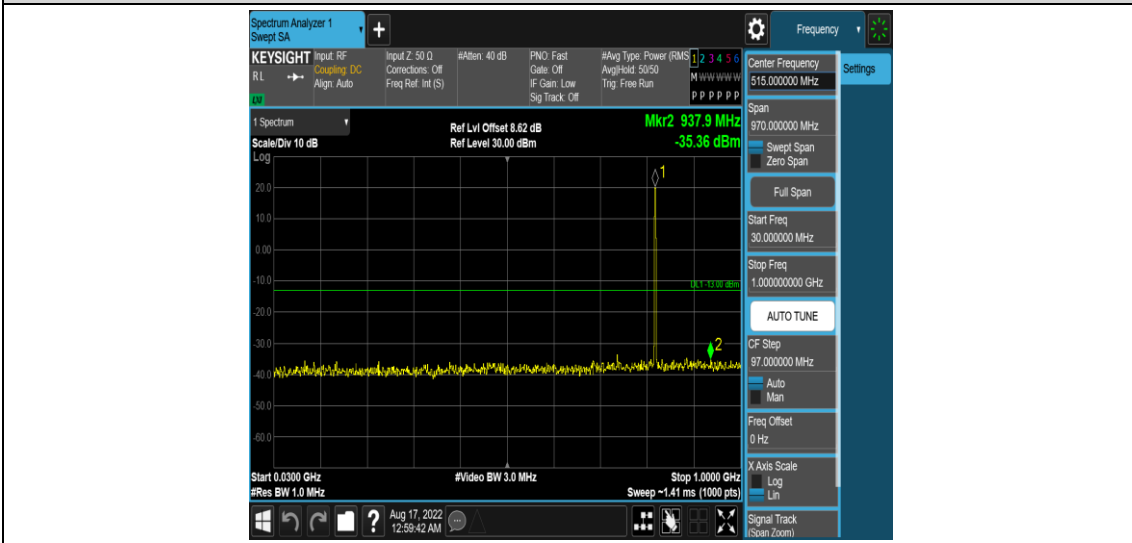 Spectrum Analyzer 1
Swept SA
+
Frequency
KEYSIGHT
RL
LXI
Input: RF
Coupling: DC
Align: Auto
Input Z: 50 Ω
Corrections: Off
Freq Ref: Int (S)
#Atten: 40 dB
PNO: Fast
Gate: Off
IF Gain: Low
Sig Track: Off
#Avg Type: Power (RMS
Avg|Hold: 50/50
Trig: Free Run
1 2 3 4 5 6
M W W W W W
P P P P P P
1 Spectrum
Scale/Div 10 dB
Log
Ref Lvl Offset 8.62 dB
Ref Level 30.00 dBm
Mkr2 937.9 MHz
-35.36 dBm
1
20.0
10.0
0.00
-10.0
DL1 -13.00 dBm
-20.0
-30.0
2
-40.0
-50.0
-60.0
Start 0.0300 GHz
#Res BW 1.0 MHz
#Video BW 3.0 MHz
Stop 1.0000 GHz
Sweep ~1.41 ms (1000 pts)
?
Aug 17, 2022
12:59:42 AM
Center Frequency
515.000000 MHz
Settings
Span
970.000000 MHz
Swept Span
Zero Span
Full Span
Start Freq
30.000000 MHz
Stop Freq
1.000000000 GHz
AUTO TUNE
CF Step
97.000000 MHz
Auto
Man
Freq Offset
0 Hz
X Axis Scale
Log
Lin
Signal Track
(Span Zoom)